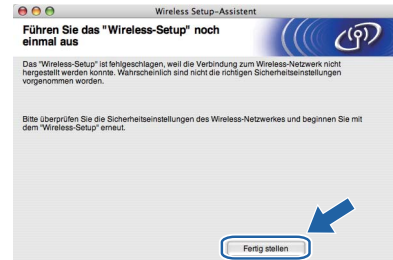 Wireless Setup-Assistent
Führen Sie das "Wireless-Setup" noch
einmal aus
Das "Wireless-Setup" ist fehlgeschlagen, weil die Verbindung zum Wireless-Netzwerk nicht
hergestellt werden konnte. Wahrscheinlich sind nicht die richtigen Sicherheitseinstellungen
vorgenommen worden.
Bitte überprüfen Sie die Sicherheitseinstellungen des Wireless-Netzwerkes und beginnen Sie mit
dem "Wireless-Setup" erneut.
Fertig stellen